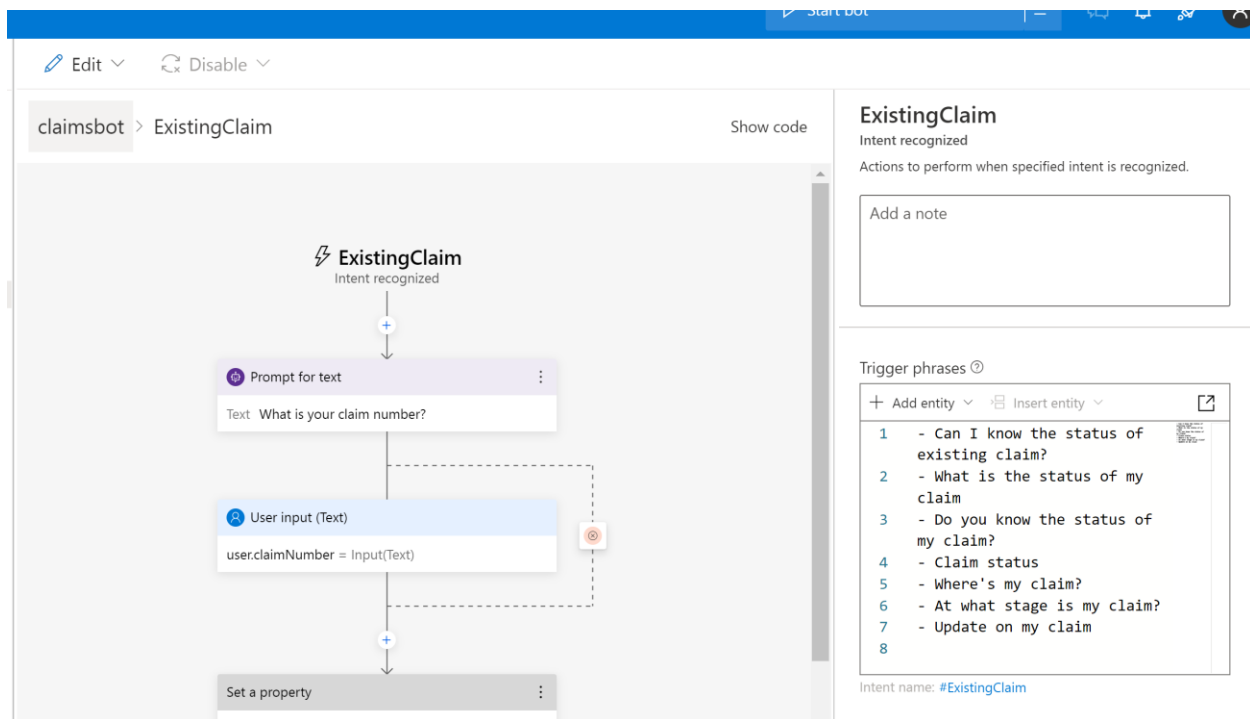 Start bot
Edit
Disable
claimsbot > ExistingClaim
Show code
ExistingClaim
Intent recognized
Prompt for text
Text What is your claim number?
User input (Text)
user.claimNumber = Input(Text)
Set a property
ExistingClaim
Intent recognized
Actions to perform when specified intent is recognized.
Add a note
Trigger phrases
Add entity
Insert entity
1 - Can I know the status of
existing claim?
2 - What is the status of my
claim
3 - Do you know the status of
my claim?
4 - Claim status
5 - Where's my claim?
6 - At what stage is my claim?
7 - Update on my claim
8
Intent name: #ExistingClaim